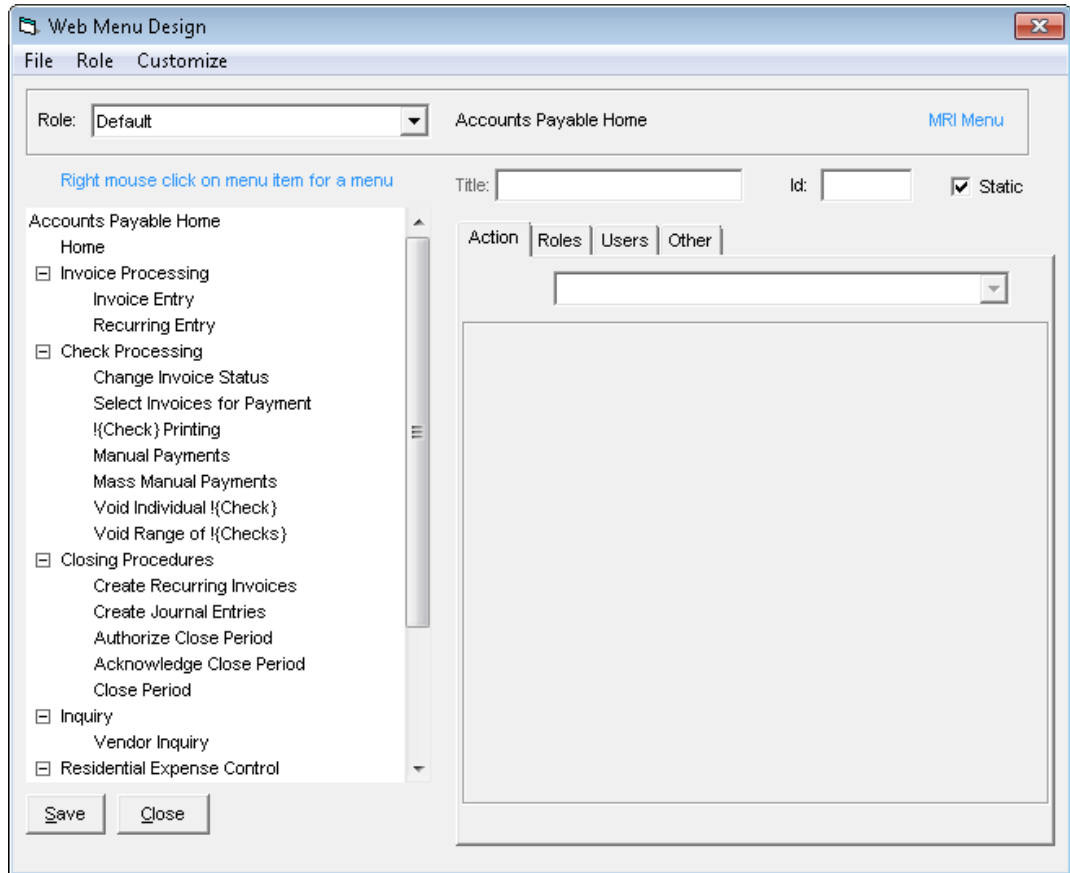 Web Menu Design
File Role Customize
Role: Default
Accounts Payable Home
MRI Menu
Right mouse click on menu item for a menu
Title:
Id:
Static
Accounts Payable Home
Home
Invoice Processing
Invoice Entry
Recurring Entry
Check Processing
Change Invoice Status
Select Invoices for Payment
!{Check} Printing
Manual Payments
Mass Manual Payments
Void Individual !{Check}
Void Range of !{Checks}
Closing Procedures
Create Recurring Invoices
Create Journal Entries
Authorize Close Period
Acknowledge Close Period
Close Period
Inquiry
Vendor Inquiry
Residential Expense Control
Action Roles Users Other
Save Close